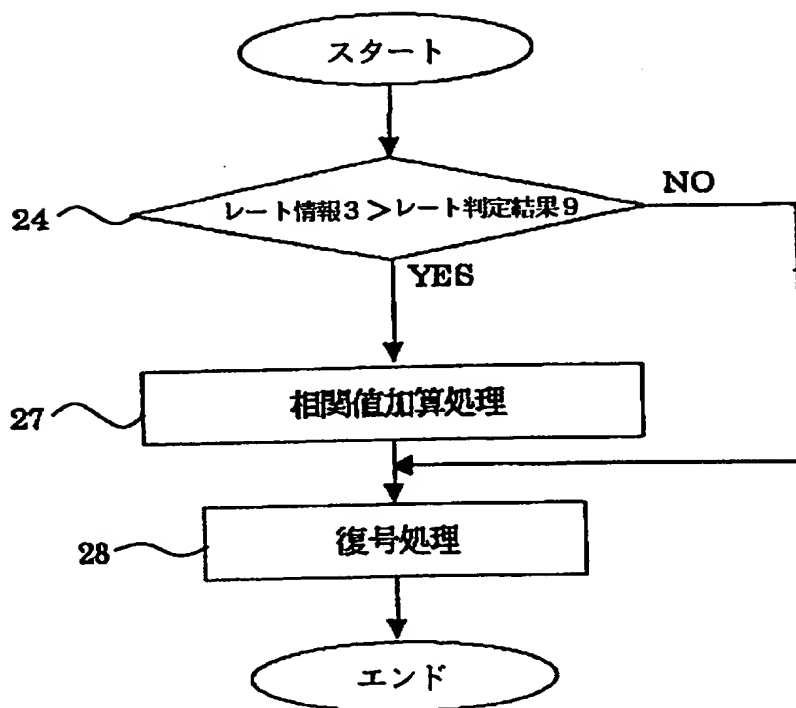 スタート
24
レート情報3＞レート判定結果9
NO
YES
27
相関値加算処理
28
復号処理
エンド